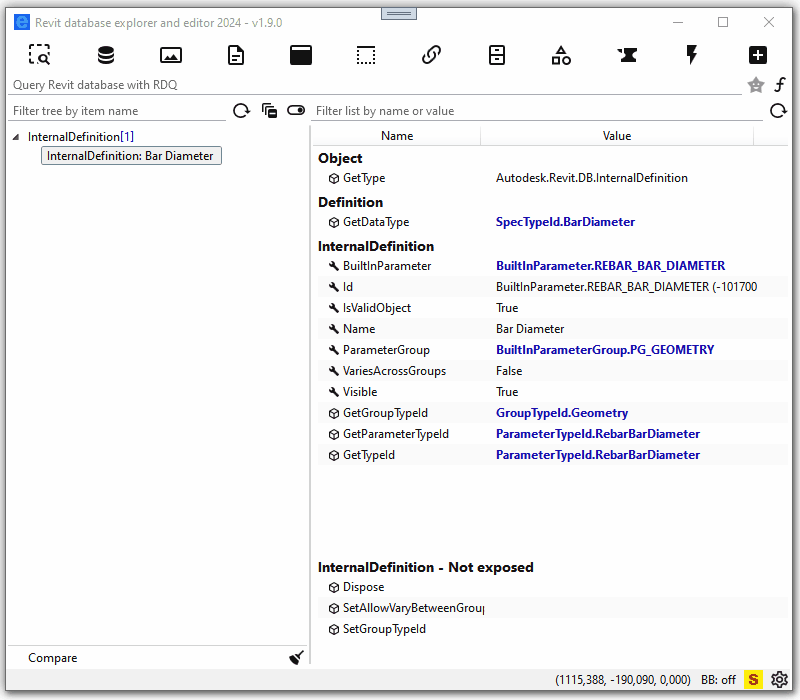 Revit database explorer and editor 2024 - v1.9.0
Query Revit database with RDQ
Filter tree by item name
Filter list by name or value
InternalDefinition[1]
InternalDefinition: Bar Diameter
Name Value
Object
GetType Autodesk.Revit.DB.InternalDefinition
Definition
GetDataType SpecTypeId.BarDiameter
InternalDefinition
BuiltInParameter BuiltInParameter.REBAR_BAR_DIAMETER
Id BuiltInParameter.REBAR_BAR_DIAMETER (-101700
IsValidObject True
Name Bar Diameter
ParameterGroup BuiltInParameterGroup.PG_GEOMETRY
VariesAcrossGroups False
Visible True
GetGroupTypeId GroupTypeId.Geometry
GetParameterTypeId ParameterTypeId.RebarBarDiameter
GetTypeId ParameterTypeId.RebarBarDiameter
InternalDefinition - Not exposed
Dispose
SetAllowVaryBetweenGrou
SetGroupTypeId
Compare
(1115,388, -190,090, 0,000) BB: off S